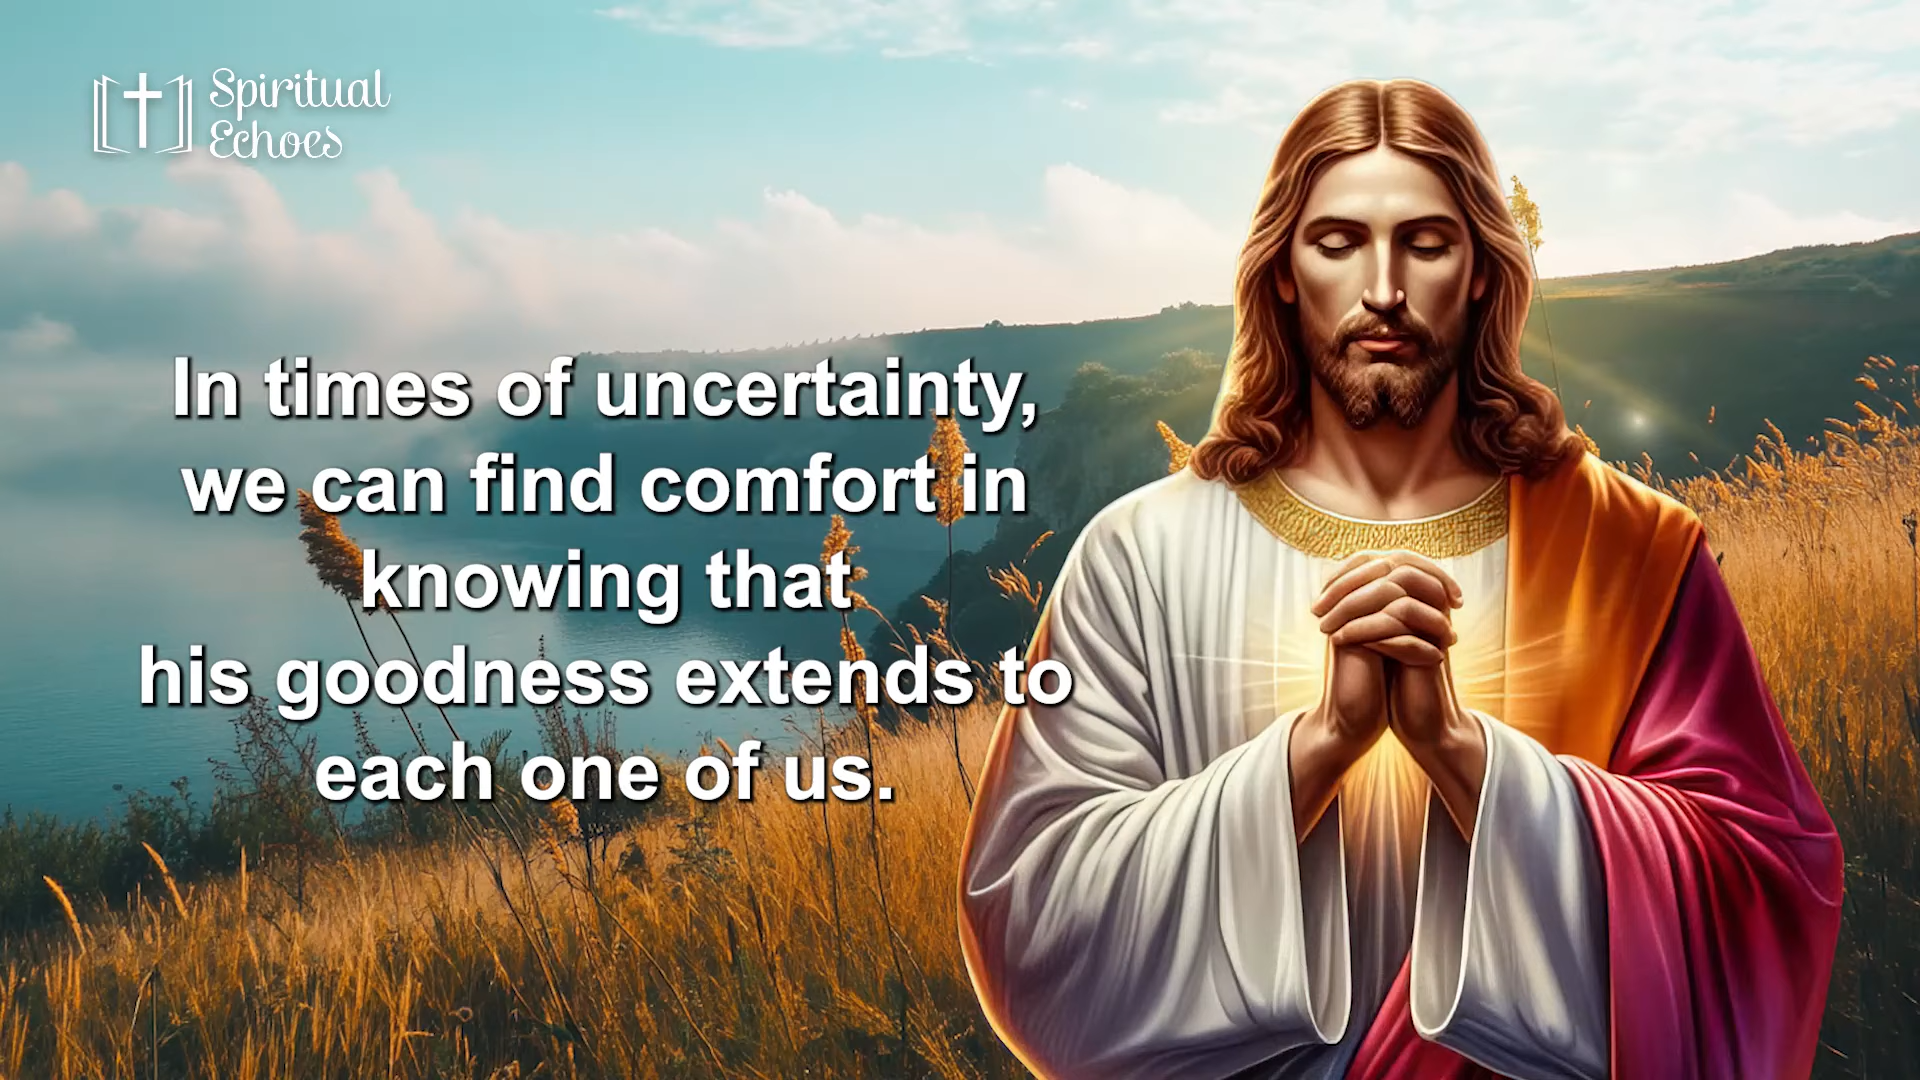 Spiritual
Echoes
In times of uncertainty,
we can find comfort in
knowing that
his goodness extends to
each one of us.